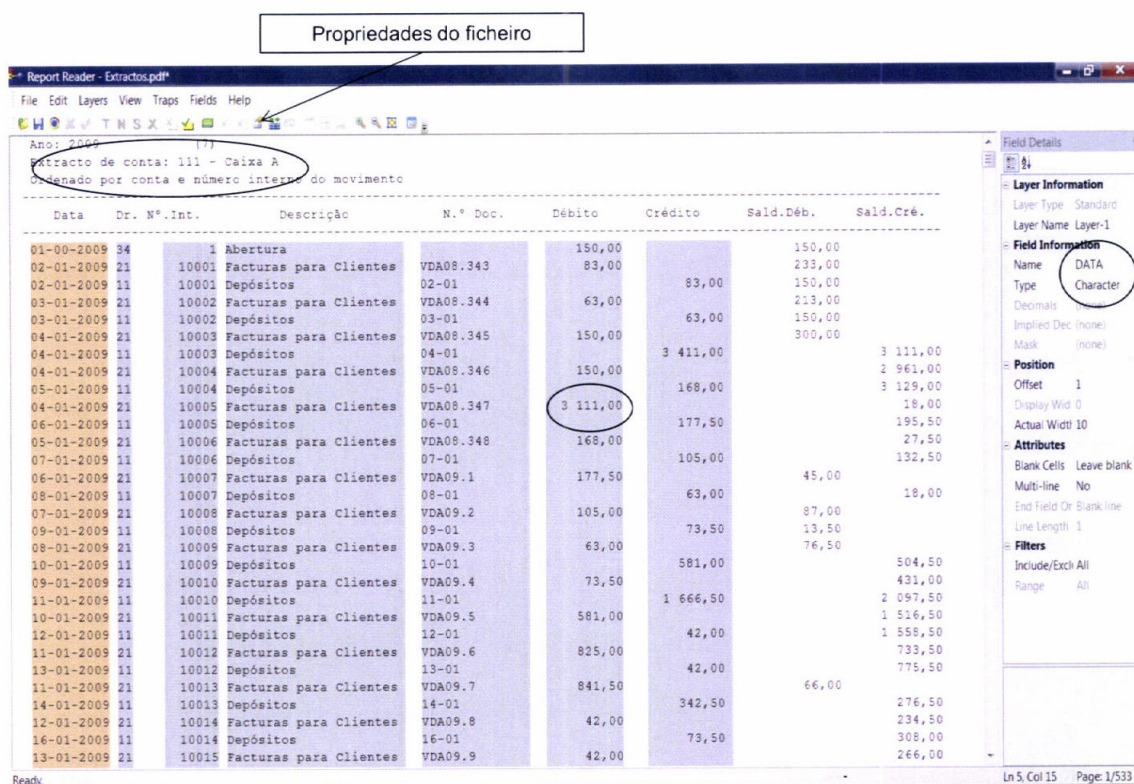 Propriedades do ficheiro
Report Reader - Extractos.pdf*
File Edit Layers View Traps Fields Help
Ano: 2009 (7)
Extracto de conta: 111 - Caixa A
Ordenado por conta e número interno do movimento
Data Dr. Nº.Int. Descrição N.º Doc. Débito Crédito Sald.Déb. Sald.Cré.
01-00-2009 34 1 Abertura 150,00 150,00
02-01-2009 21 10001 Facturas para Clientes VDA08.343 83,00 233,00
02-01-2009 11 10001 Depósitos 02-01 83,00 150,00
03-01-2009 21 10002 Facturas para Clientes VDA08.344 63,00 213,00
03-01-2009 11 10002 Depósitos 03-01 63,00 150,00
04-01-2009 21 10003 Facturas para Clientes VDA08.345 150,00 300,00
04-01-2009 11 10003 Depósitos 04-01 3 411,00 3 111,00
04-01-2009 21 10004 Facturas para Clientes VDA08.346 150,00 2 961,00
05-01-2009 11 10004 Depósitos 05-01 168,00 3 129,00
04-01-2009 21 10005 Facturas para Clientes VDA08.347 3 111,00 18,00
06-01-2009 11 10005 Depósitos 06-01 177,50 195,50
05-01-2009 21 10006 Facturas para Clientes VDA08.348 168,00 27,50
07-01-2009 11 10006 Depósitos 07-01 105,00 132,50
06-01-2009 21 10007 Facturas para Clientes VDA09.1 177,50 45,00
08-01-2009 11 10007 Depósitos 08-01 63,00 18,00
07-01-2009 21 10008 Facturas para Clientes VDA09.2 105,00 87,00
09-01-2009 11 10008 Depósitos 09-01 73,50 13,50
08-01-2009 21 10009 Facturas para Clientes VDA09.3 63,00 76,50
10-01-2009 11 10009 Depósitos 10-01 581,00 504,50
09-01-2009 21 10010 Facturas para Clientes VDA09.4 73,50 431,00
11-01-2009 11 10010 Depósitos 11-01 1 666,50 2 097,50
10-01-2009 21 10011 Facturas para Clientes VDA09.5 581,00 1 516,50
12-01-2009 11 10011 Depósitos 12-01 42,00 1 558,50
11-01-2009 21 10012 Facturas para Clientes VDA09.6 825,00 733,50
13-01-2009 11 10012 Depósitos 13-01 42,00 775,50
11-01-2009 21 10013 Facturas para Clientes VDA09.7 841,50 66,00
14-01-2009 11 10013 Depósitos 14-01 342,50 276,50
12-01-2009 21 10014 Facturas para Clientes VDA09.8 42,00 234,50
16-01-2009 11 10014 Depósitos 16-01 73,50 308,00
13-01-2009 21 10015 Facturas para Clientes VDA09.9 42,00 266,00
Field Details
Layer Information
Layer Type Standard
Layer Name Layer-1
Field Information
Name DATA
Type Character
Decimals (none)
Implied Dec (none)
Mask (none)
Position
Offset 1
Display Wid 0
Actual Widtl 10
Attributes
Blank Cells Leave blank
Multi-line No
End Field Or Blank line
Line Length 1
Filters
Include/Excl All
Range All
Ready
Ln 5, Col 15 Page: 1/533